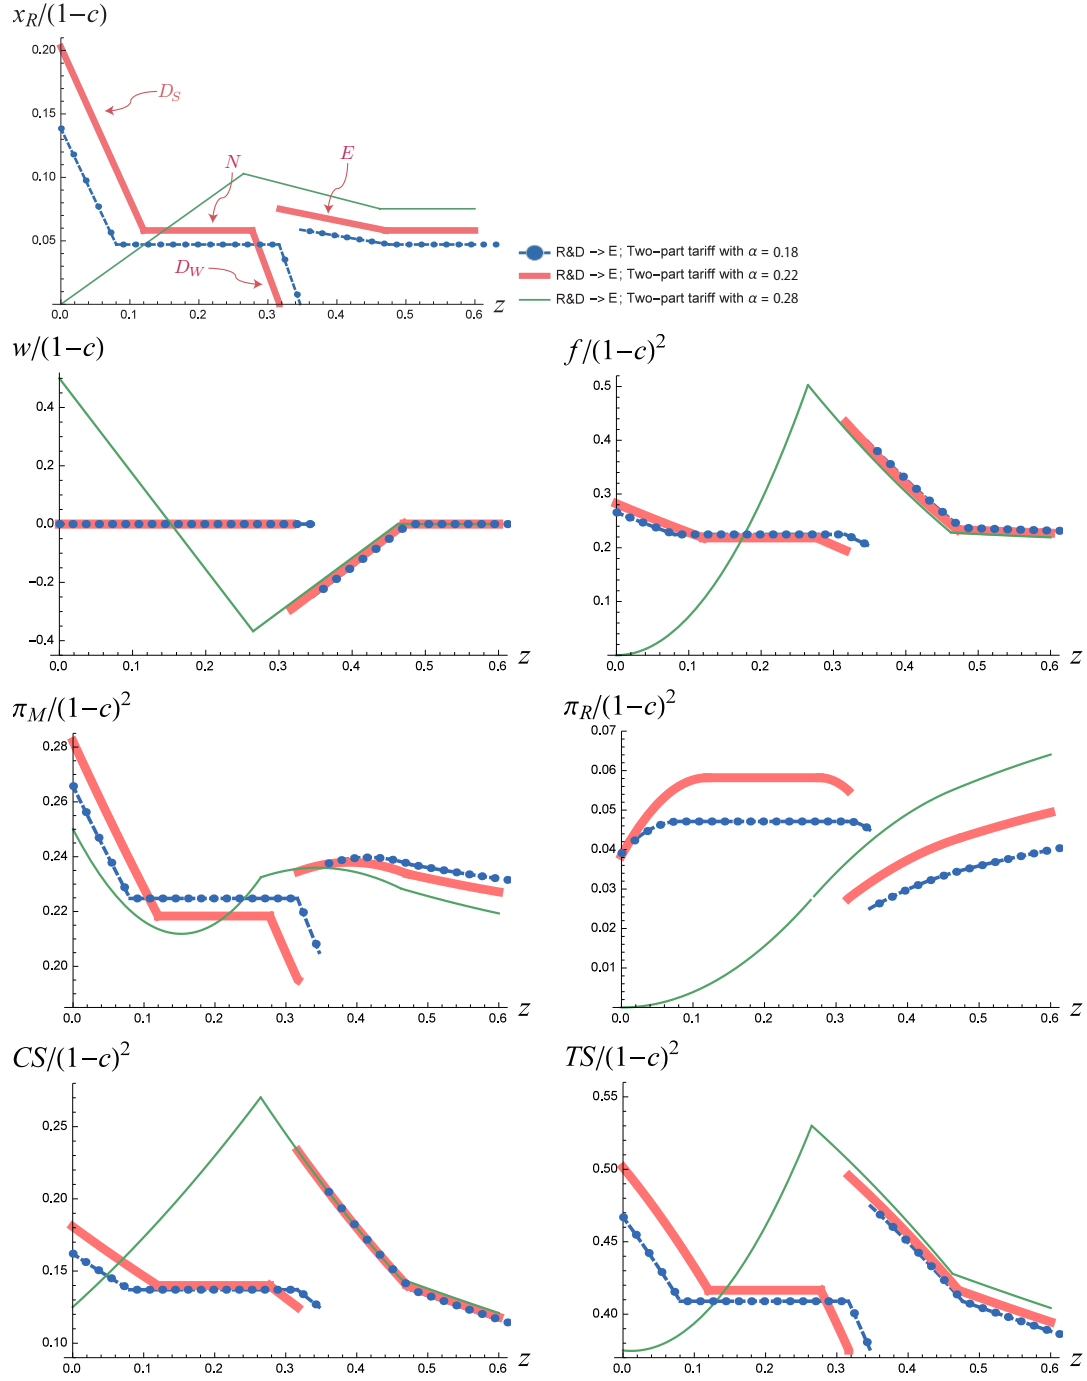 x_R/(1−c)
0.20
0.15
0.10
0.05
D_S
N
E
D_W
0.0 0.1 0.2 0.3 0.4 0.5 0.6 z
R&D −> E; Two−part tariff with α = 0.18
R&D −> E; Two−part tariff with α = 0.22
R&D −> E; Two−part tariff with α = 0.28
w/(1−c)
0.4
0.2
0.0
−0.2
−0.4
0.0 0.1 0.2 0.3 0.4 0.5 0.6 z
f/(1−c)²
0.5
0.4
0.3
0.2
0.1
0.0 0.1 0.2 0.3 0.4 0.5 0.6 z
π_M/(1−c)²
0.28
0.26
0.24
0.22
0.20
0.0 0.1 0.2 0.3 0.4 0.5 0.6 z
π_R/(1−c)²
0.07
0.06
0.05
0.04
0.03
0.02
0.01
0.0 0.1 0.2 0.3 0.4 0.5 0.6 z
CS/(1−c)²
0.25
0.20
0.15
0.10
0.0 0.1 0.2 0.3 0.4 0.5 0.6 z
TS/(1−c)²
0.55
0.50
0.45
0.40
0.0 0.1 0.2 0.3 0.4 0.5 0.6 z